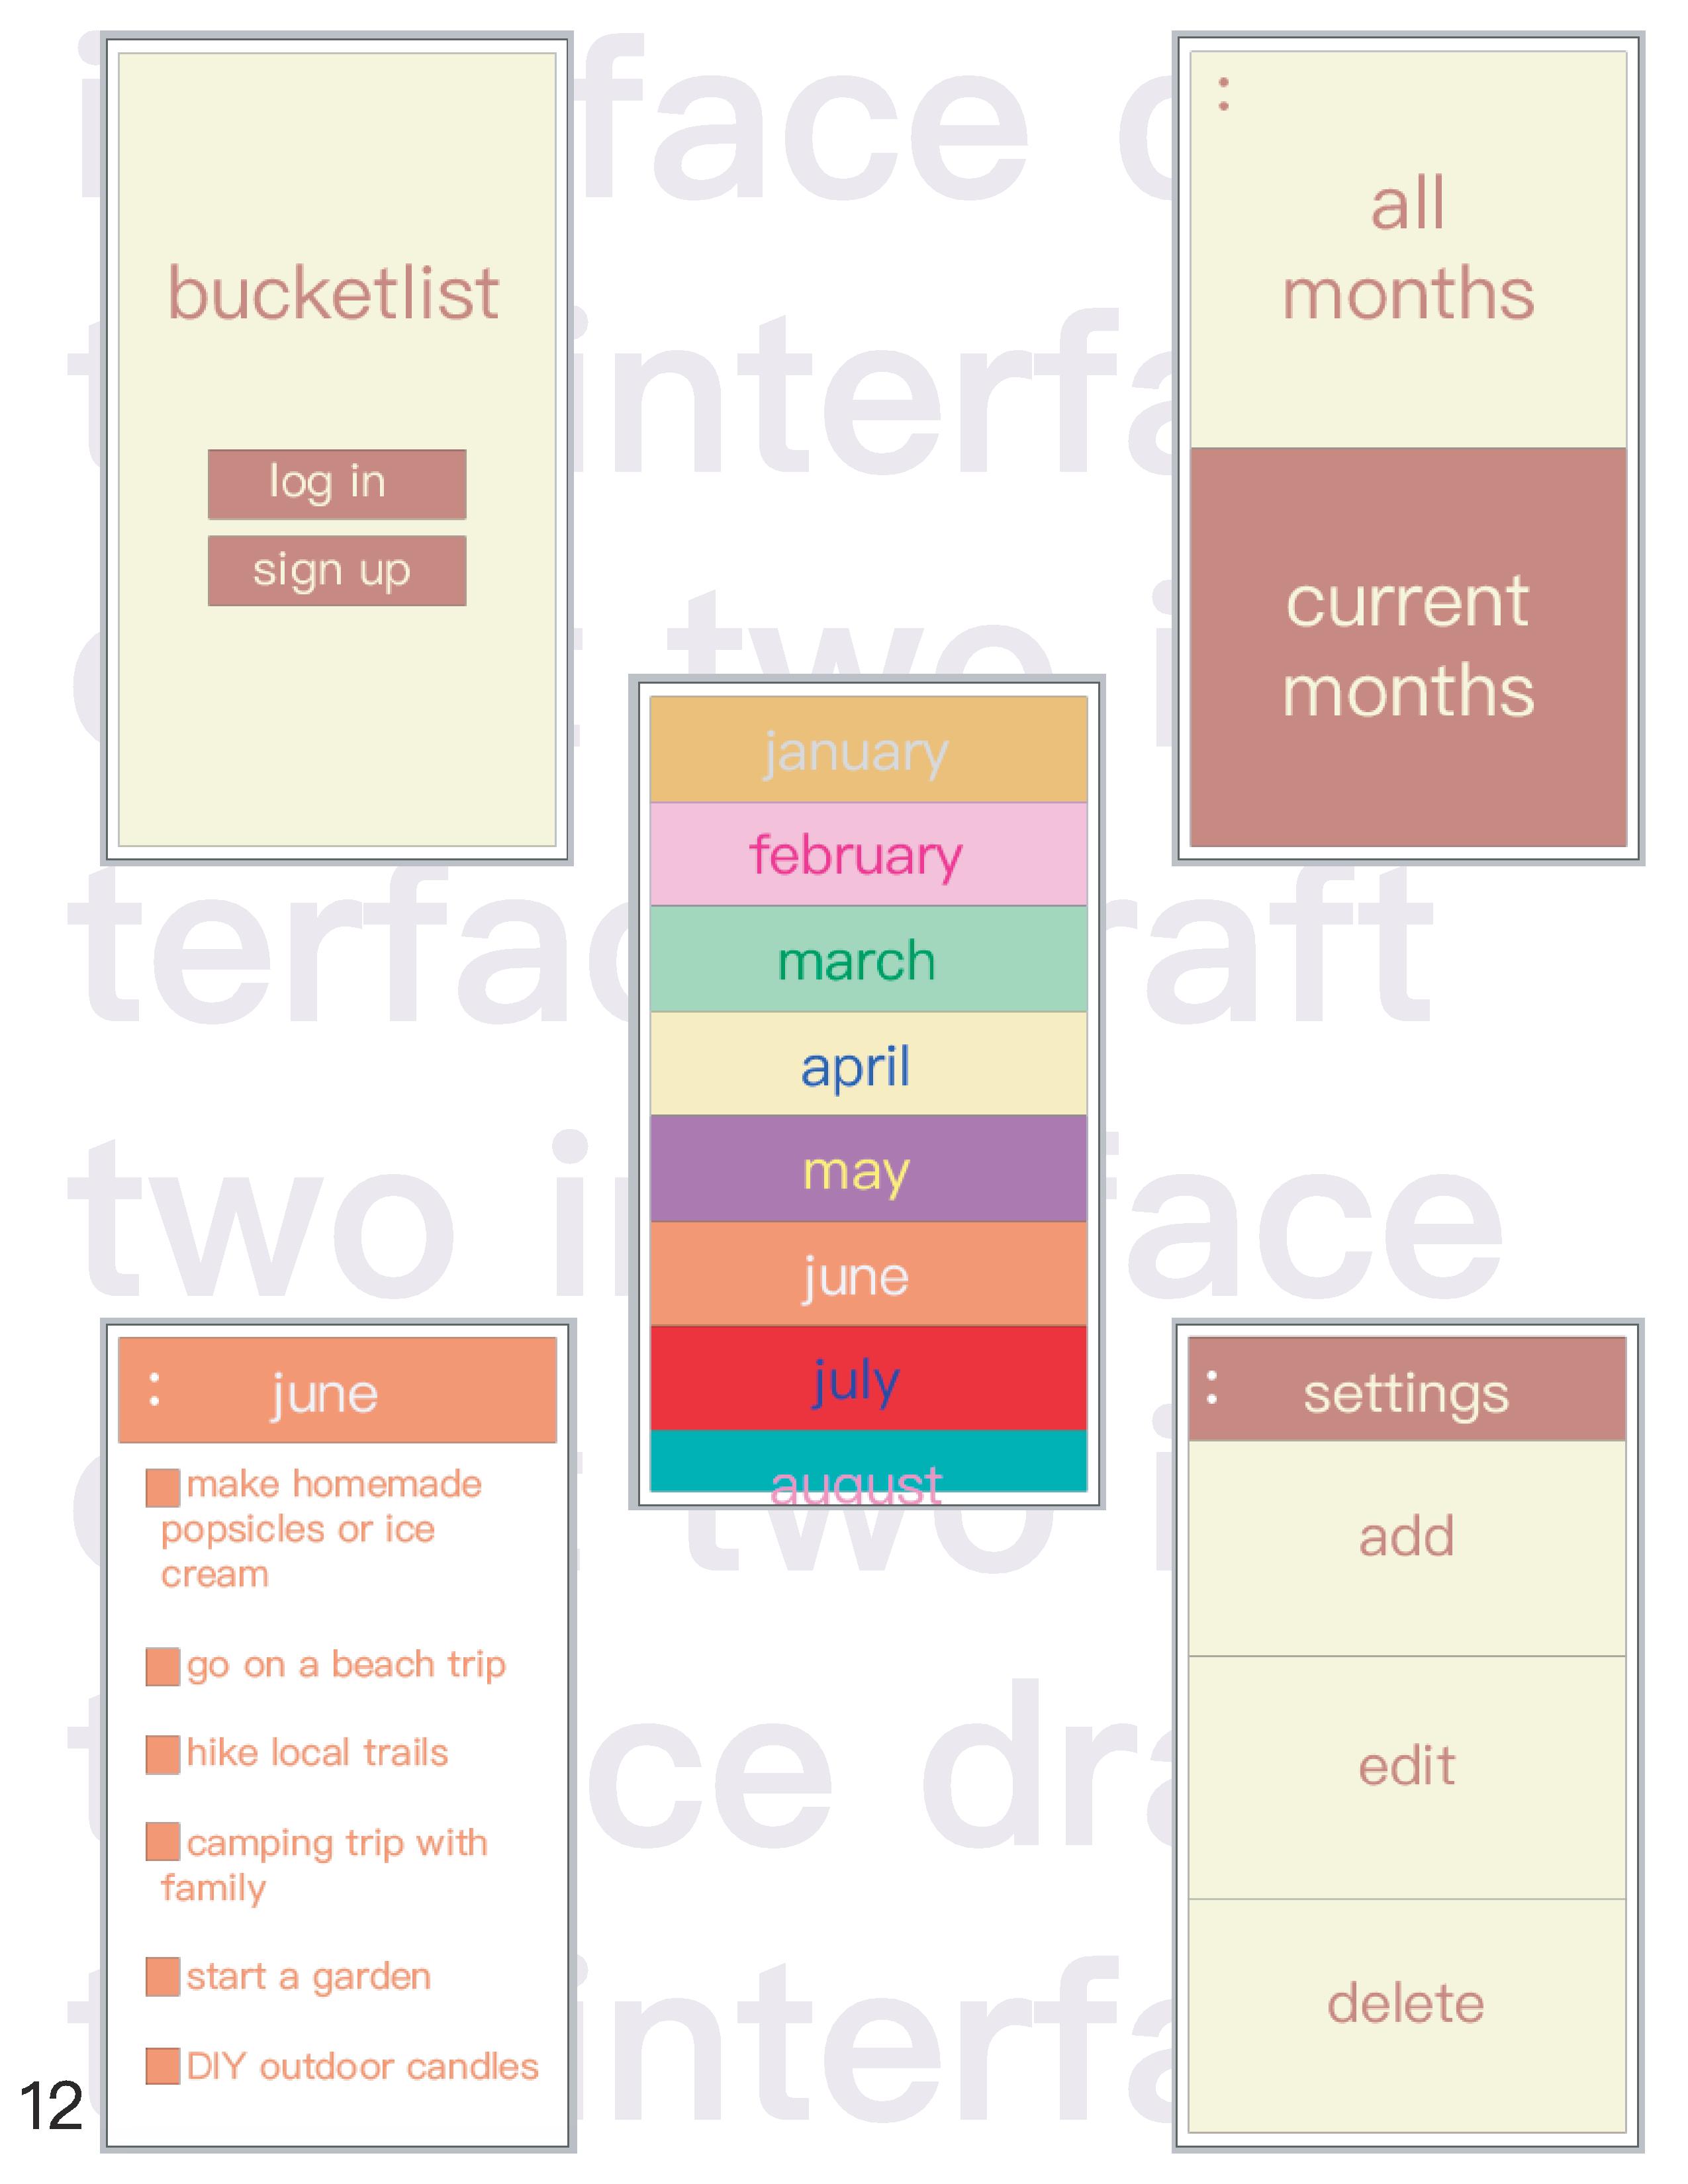 bucketlist
log in
sign up
all
months
current
months
january
february
march
april
may
june
july
august
june
make homemade
popsicles or ice
cream
go on a beach trip
hike local trails
camping trip with
family
start a garden
DIY outdoor candles
settings
add
edit
delete
12